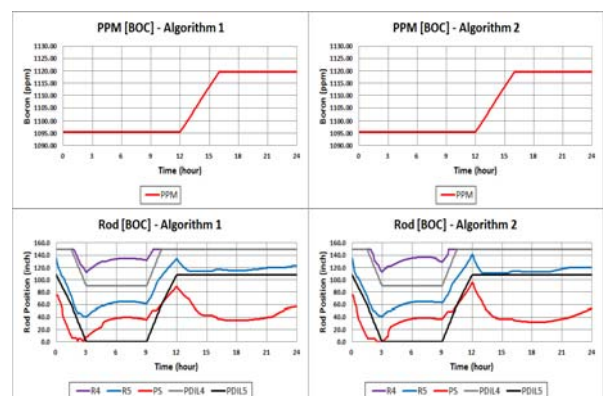 PPM [BOC] - Algorithm 1
1130.00
1125.00
1120.00
1115.00
1110.00
1105.00
1100.00
1095.00
1090.00
Boron (ppm)
0 3 6 9 12 15 18 21 24
Time (hour)
PPM
PPM [BOC] - Algorithm 2
1130.00
1125.00
1120.00
1115.00
1110.00
1105.00
1100.00
1095.00
1090.00
Boron (ppm)
0 3 6 9 12 15 18 21 24
Time (hour)
PPM
Rod [BOC] - Algorithm 1
160.0
140.0
120.0
100.0
80.0
60.0
40.0
20.0
0.0
Rod Position (inch)
0 3 6 9 12 15 18 21 24
Time (hour)
R4 R5 PS PDIL4 PDIL5
Rod [BOC] - Algorithm 2
160.0
140.0
120.0
100.0
80.0
60.0
40.0
20.0
0.0
Rod Position (inch)
0 3 6 9 12 15 18 21 24
Time (hour)
R4 R5 PS PDIL4 PDIL5